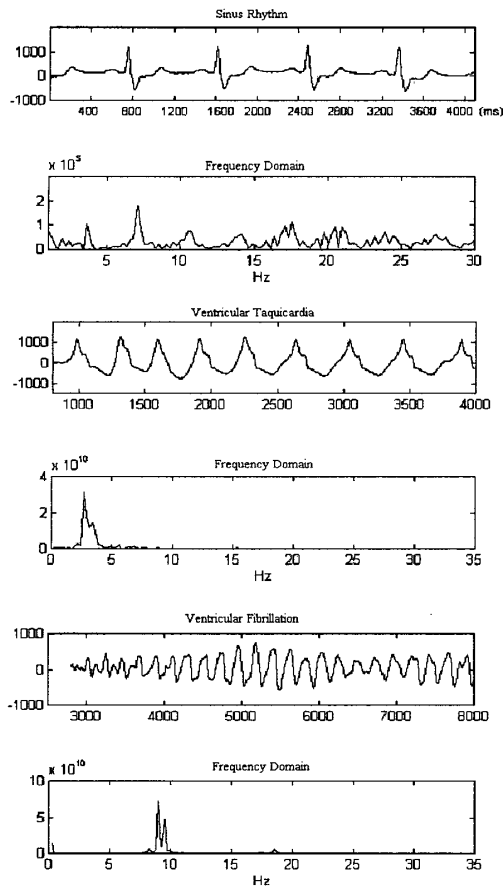 Sinus Rhythm
1000
0
-1000
400 800 1200 1600 2000 2400 2800 3200 3600 4000 (ms)
Frequency Domain
x 10^5
2
1
0
5 10 15 20 25 30
Hz
Ventricular Taquicardia
1000
0
-1000
1000 1500 2000 2500 3000 3500 4000
Frequency Domain
x 10^10
4
2
0
0 5 10 15 20 25 30 35
Hz
Ventricular Fibrillation
1000
0
-1000
3000 4000 5000 6000 7000 8000
Frequency Domain
x 10^10
10
5
0
0 5 10 15 20 25 30 35
Hz